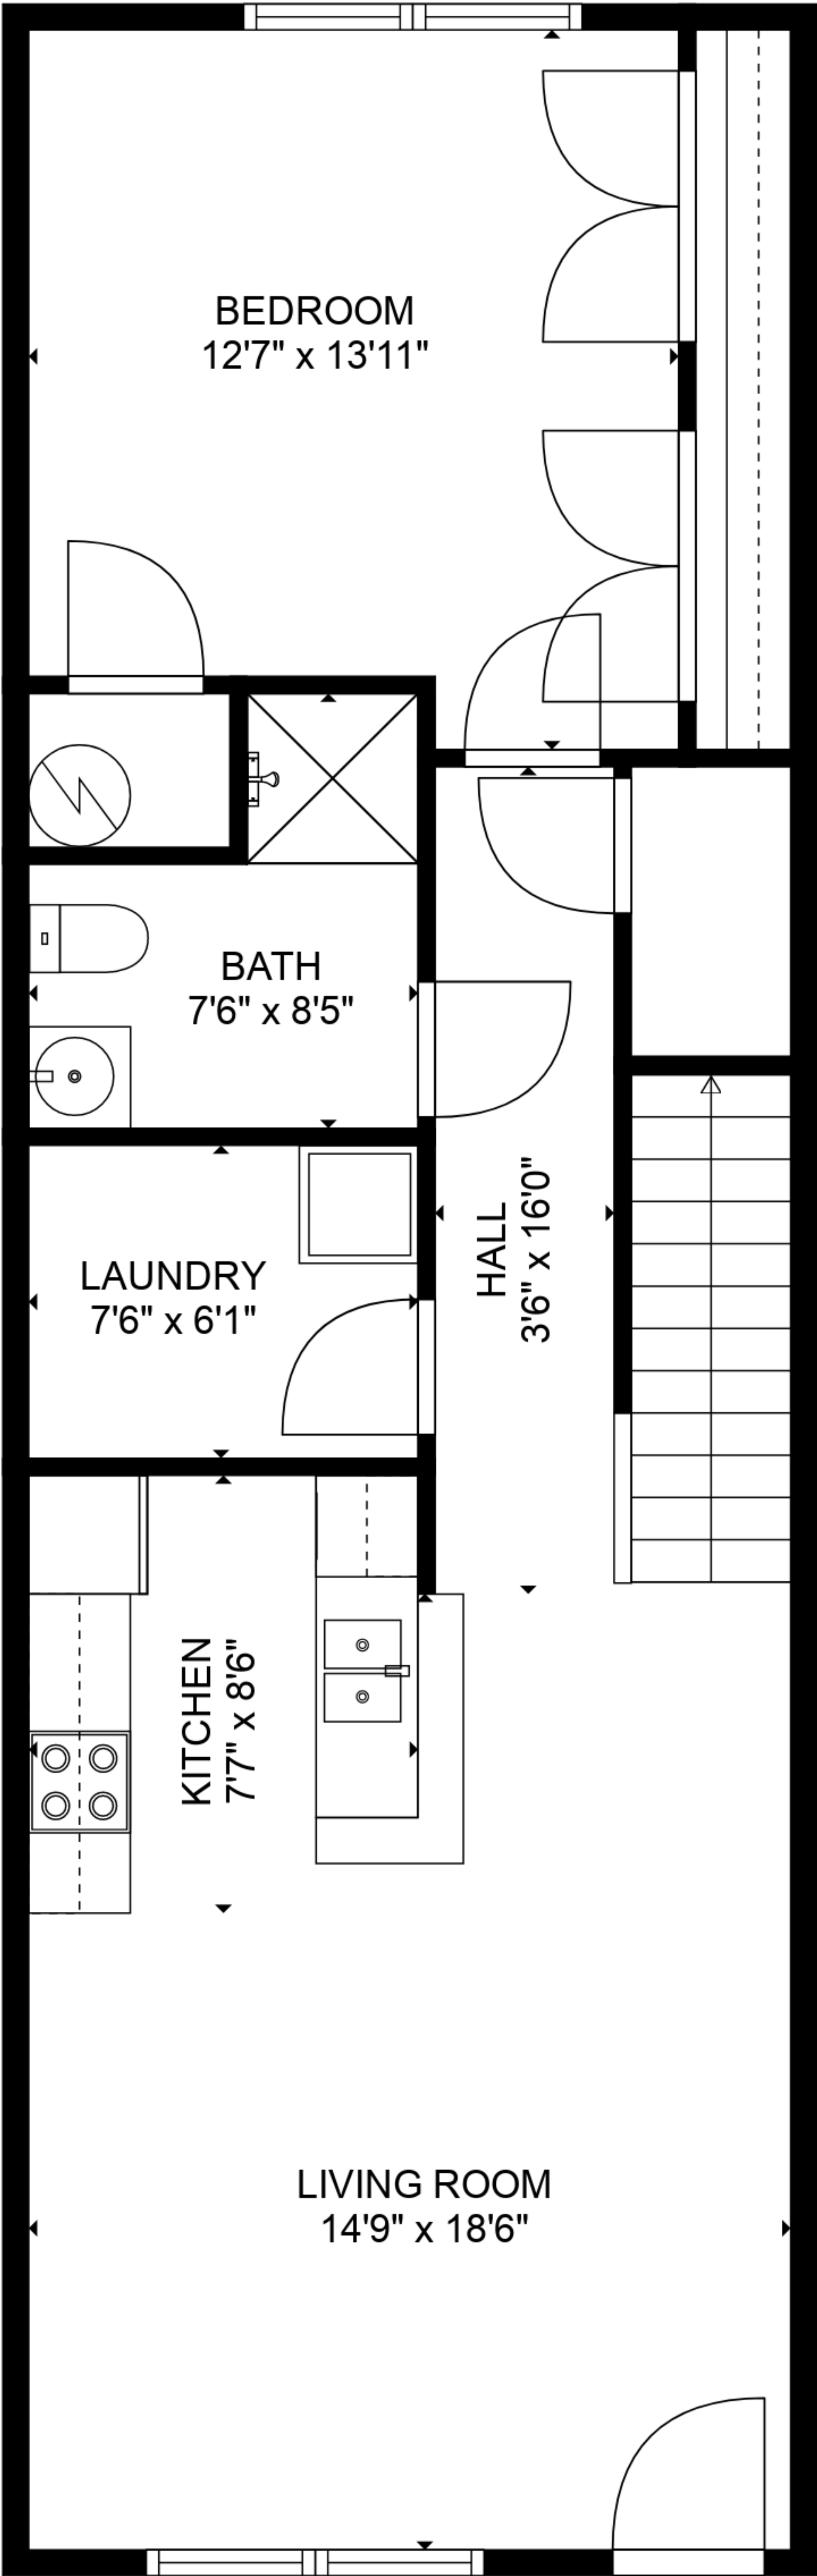 BEDROOM
12'7" x 13'11"
BATH
7'6" x 8'5"
HALL
3'6" x 16'0"
LAUNDRY
7'6" x 6'1"
KITCHEN
7'7" x 8'6"
LIVING ROOM
14'9" x 18'6"